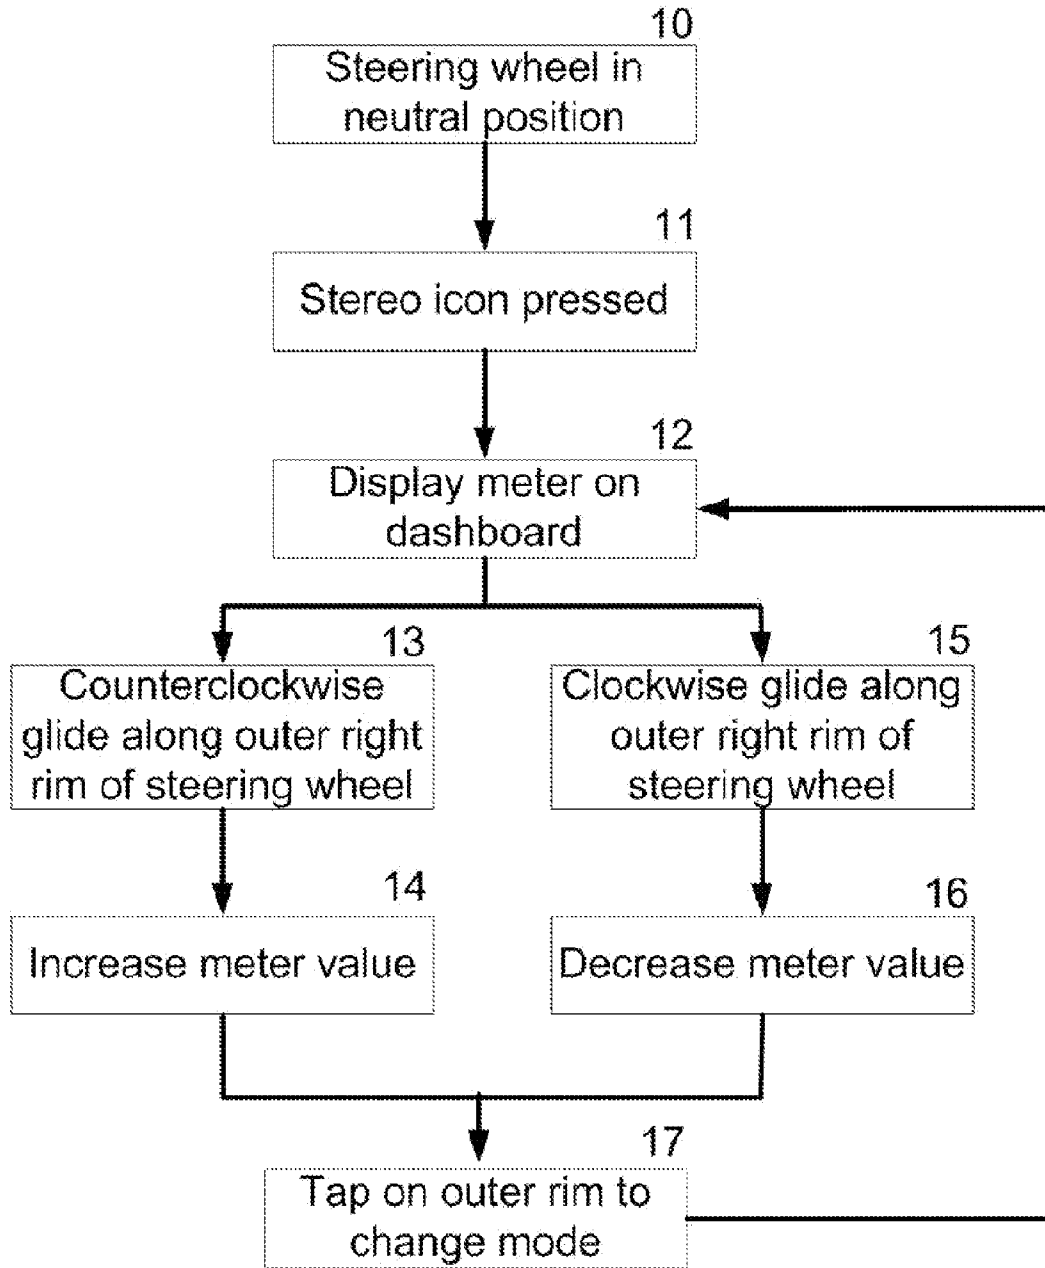 10
Steering wheel in
neutral position
11
Stereo icon pressed
12
Display meter on
dashboard
13
Counterclockwise
glide along outer right
rim of steering wheel
15
Clockwise glide along
outer right rim of
steering wheel
14
Increase meter value
16
Decrease meter value
17
Tap on outer rim to
change mode